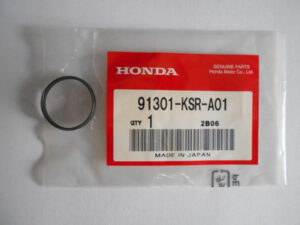 HONDA
GENUINE PARTS
Honda Motor Co., Ltd.
91301-KSR-A01
QTY 1 2B06
MADE IN JAPAN